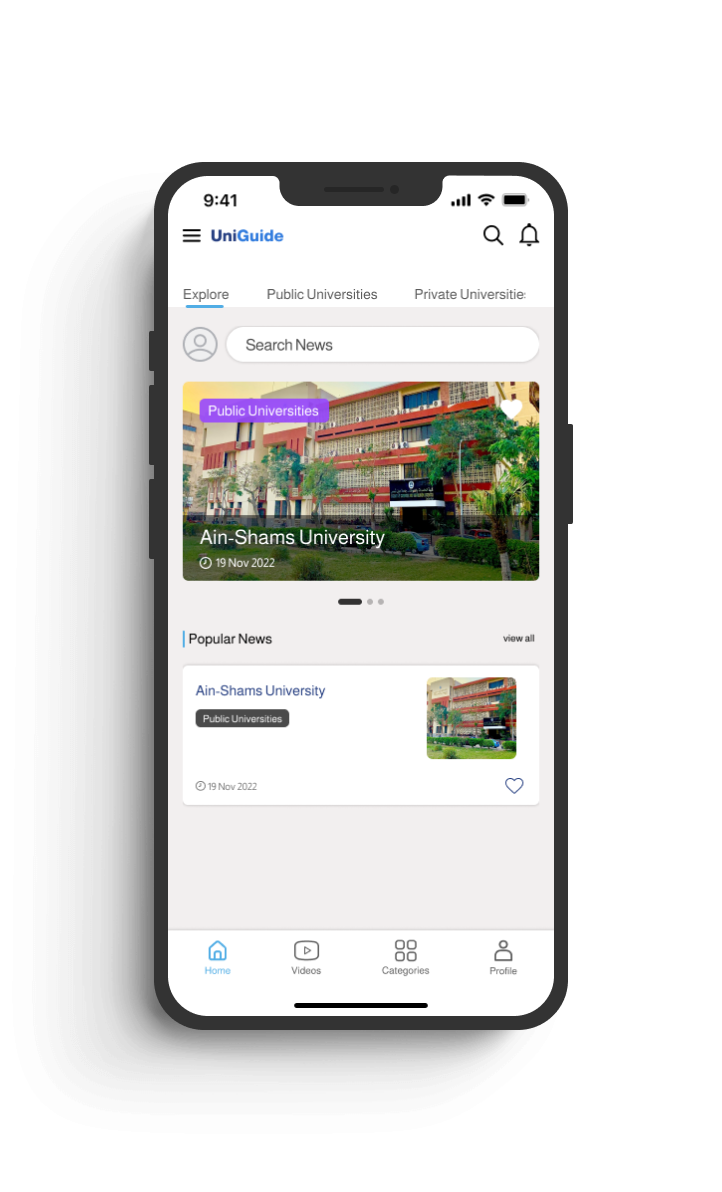 9:41
UniGuide
Explore Public Universities Private Universitie
Search News
Public Universities
Ain-Shams University
19 Nov 2022
Popular News view all
Ain-Shams University
Public Universities
19 Nov 2022
Home Videos Categories Profile